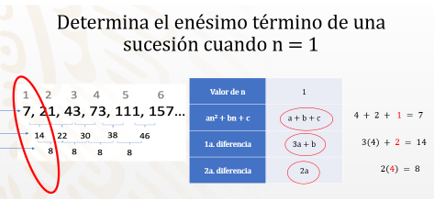 Determina el enésimo término de una
sucesión cuando n = 1
1 2 3 4 5 6
7, 21, 43, 73, 111, 157...
14 22 30 38 46
8 8 8 8
Valor de n 1
an² + bn + c a + b + c
1a. diferencia 3a + b
2a. diferencia 2a
4 + 2 + 1 = 7
3(4) + 2 = 14
2(4) = 8